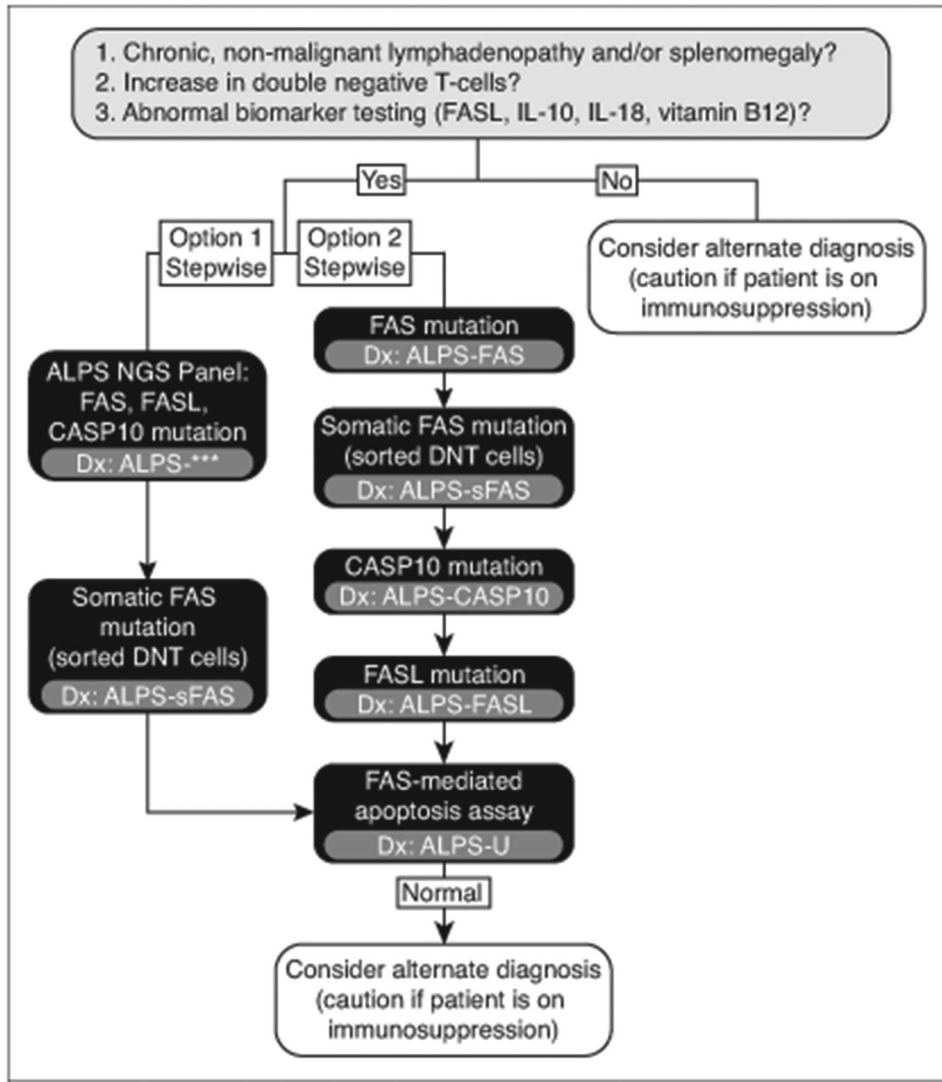 1. Chronic, non-malignant lymphadenopathy and/or splenomegaly?
2. Increase in double negative T-cells?
3. Abnormal biomarker testing (FASL, IL-10, IL-18, vitamin B12)?
Yes
No
Option 1
Stepwise
Option 2
Stepwise
Consider alternate diagnosis
(caution if patient is on
immunosuppression)
ALPS NGS Panel:
FAS, FASL,
CASP10 mutation
Dx: ALPS-***
Somatic FAS
mutation
(sorted DNT cells)
Dx: ALPS-sFAS
FAS mutation
Dx: ALPS-FAS
Somatic FAS mutation
(sorted DNT cells)
Dx: ALPS-sFAS
CASP10 mutation
Dx: ALPS-CASP10
FASL mutation
Dx: ALPS-FASL
FAS-mediated
apoptosis assay
Dx: ALPS-U
Normal
Consider alternate diagnosis
(caution if patient is on
immunosuppression)